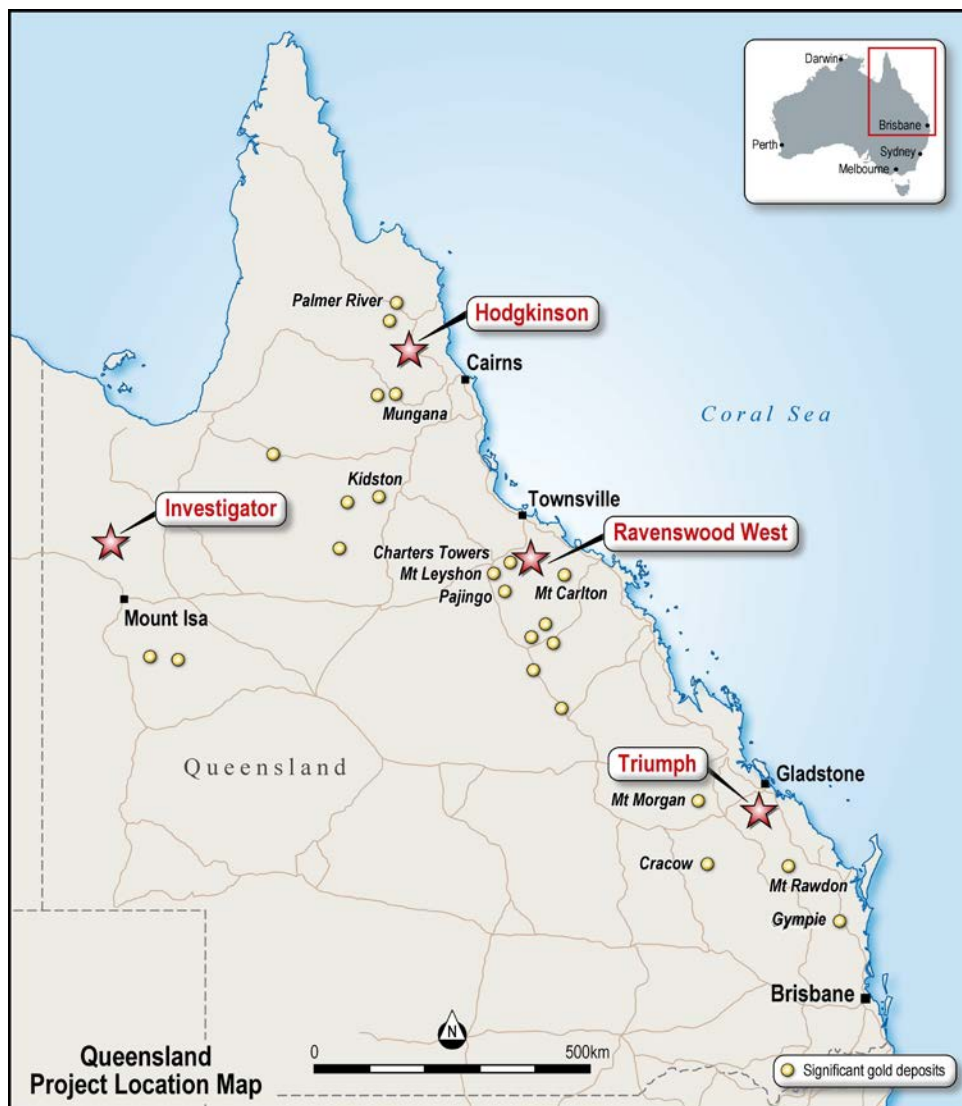 Darwin
Brisbane
Perth
Sydney
Melbourne
Palmer River
Hodgkinson
Cairns
Mungana
Coral Sea
Kidston
Investigator
Townsville
Ravenswood West
Charters Towers
Mt Leyshon
Pajingo
Mt Carlton
Mount Isa
Queensland
Triumph
Gladstone
Mt Morgan
Cracow
Mt Rawdon
Gympie
Brisbane
N
Queensland
Project Location Map
0 500km
Significant gold deposits